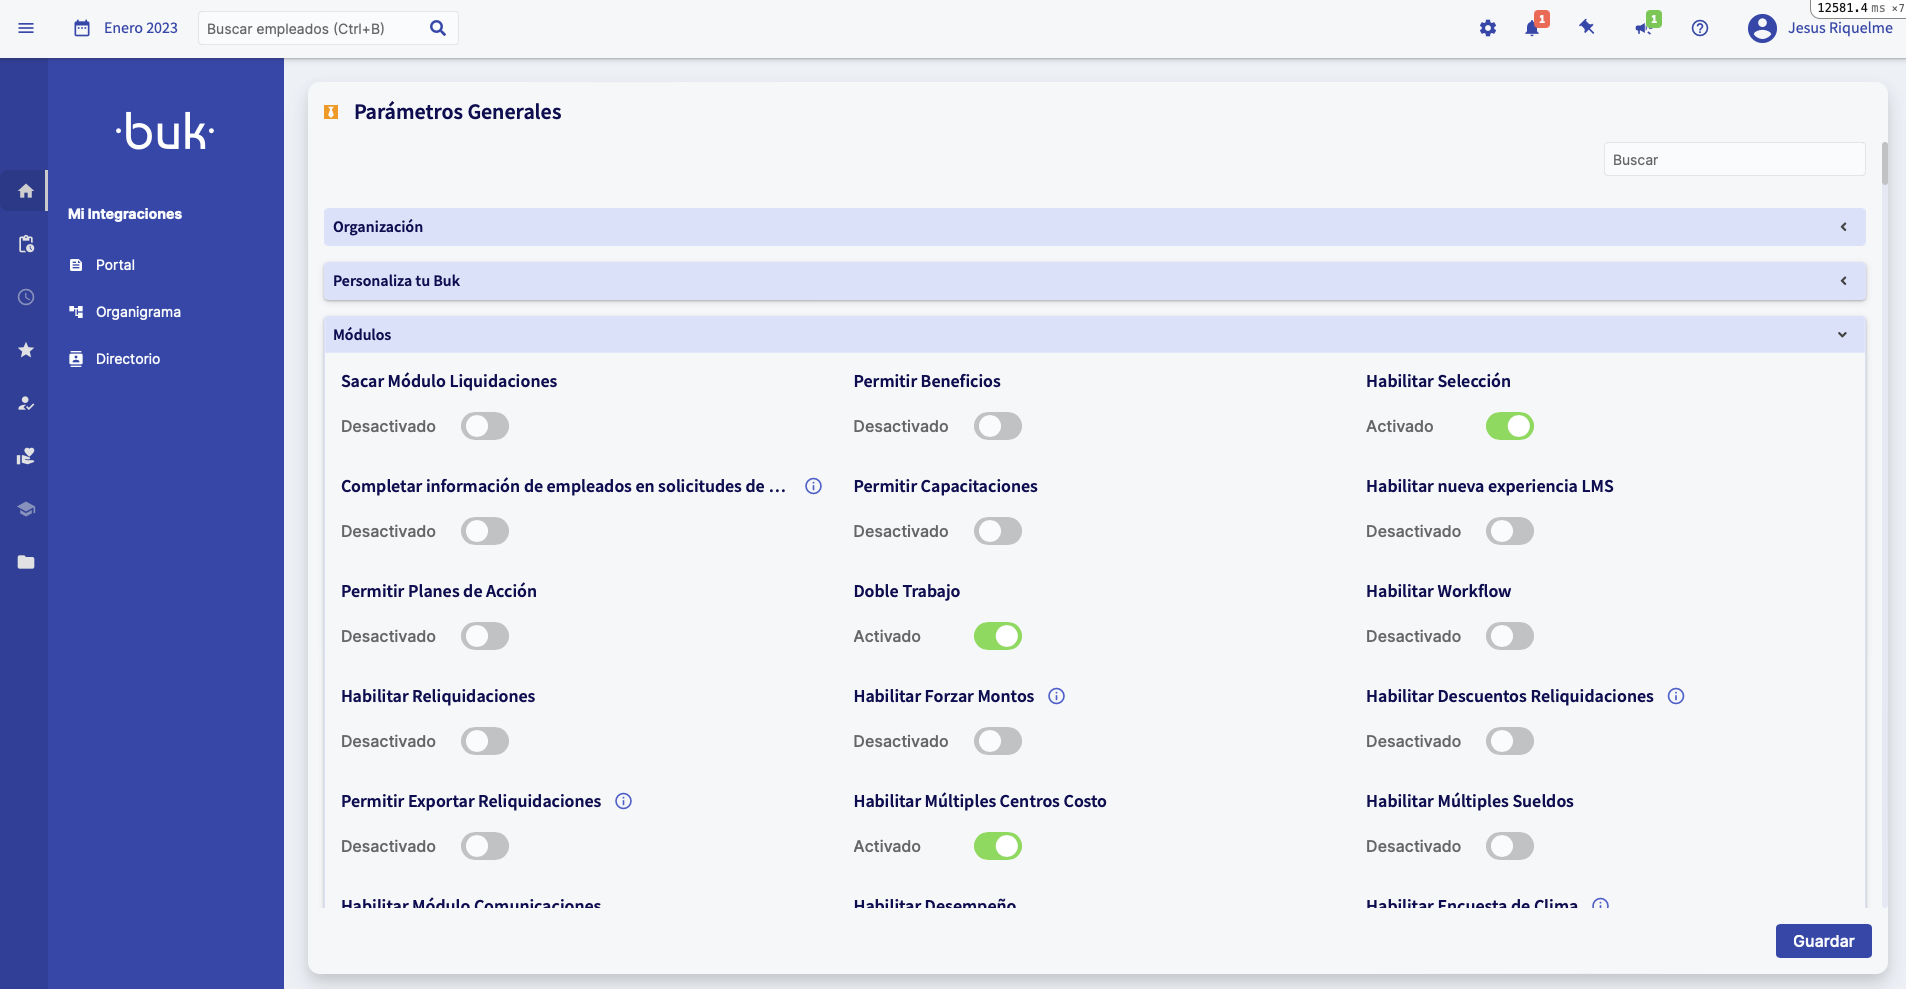 12581.4 ms ×7
Enero 2023
Buscar empleados (Ctrl+B)
1
1
Jesus Riquelme
·buk·
Mi Integraciones
Portal
Organigrama
Directorio
Parámetros Generales
Buscar
Organización
Personaliza tu Buk
Módulos
Sacar Módulo Liquidaciones
Permitir Beneficios
Habilitar Selección
Desactivado
Desactivado
Activado
Completar información de empleados en solicitudes de ...
Permitir Capacitaciones
Habilitar nueva experiencia LMS
Desactivado
Desactivado
Desactivado
Permitir Planes de Acción
Doble Trabajo
Habilitar Workflow
Desactivado
Activado
Desactivado
Habilitar Reliquidaciones
Habilitar Forzar Montos
Habilitar Descuentos Reliquidaciones
Desactivado
Desactivado
Desactivado
Permitir Exportar Reliquidaciones
Habilitar Múltiples Centros Costo
Habilitar Múltiples Sueldos
Desactivado
Activado
Desactivado
Habilitar Módulo Comunicaciones
Habilitar Desempeño
Habilitar Encuesta de Clima
Guardar